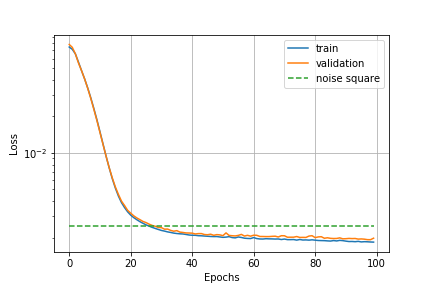 train
validation
noise square
Loss
10⁻²
0 20 40 60 80 100
Epochs